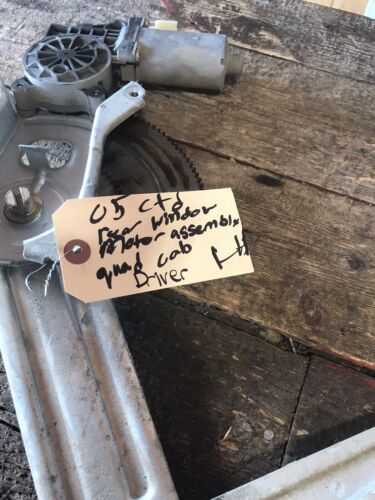 05 ctd
rear window
motor assembly
quad cab
Driver